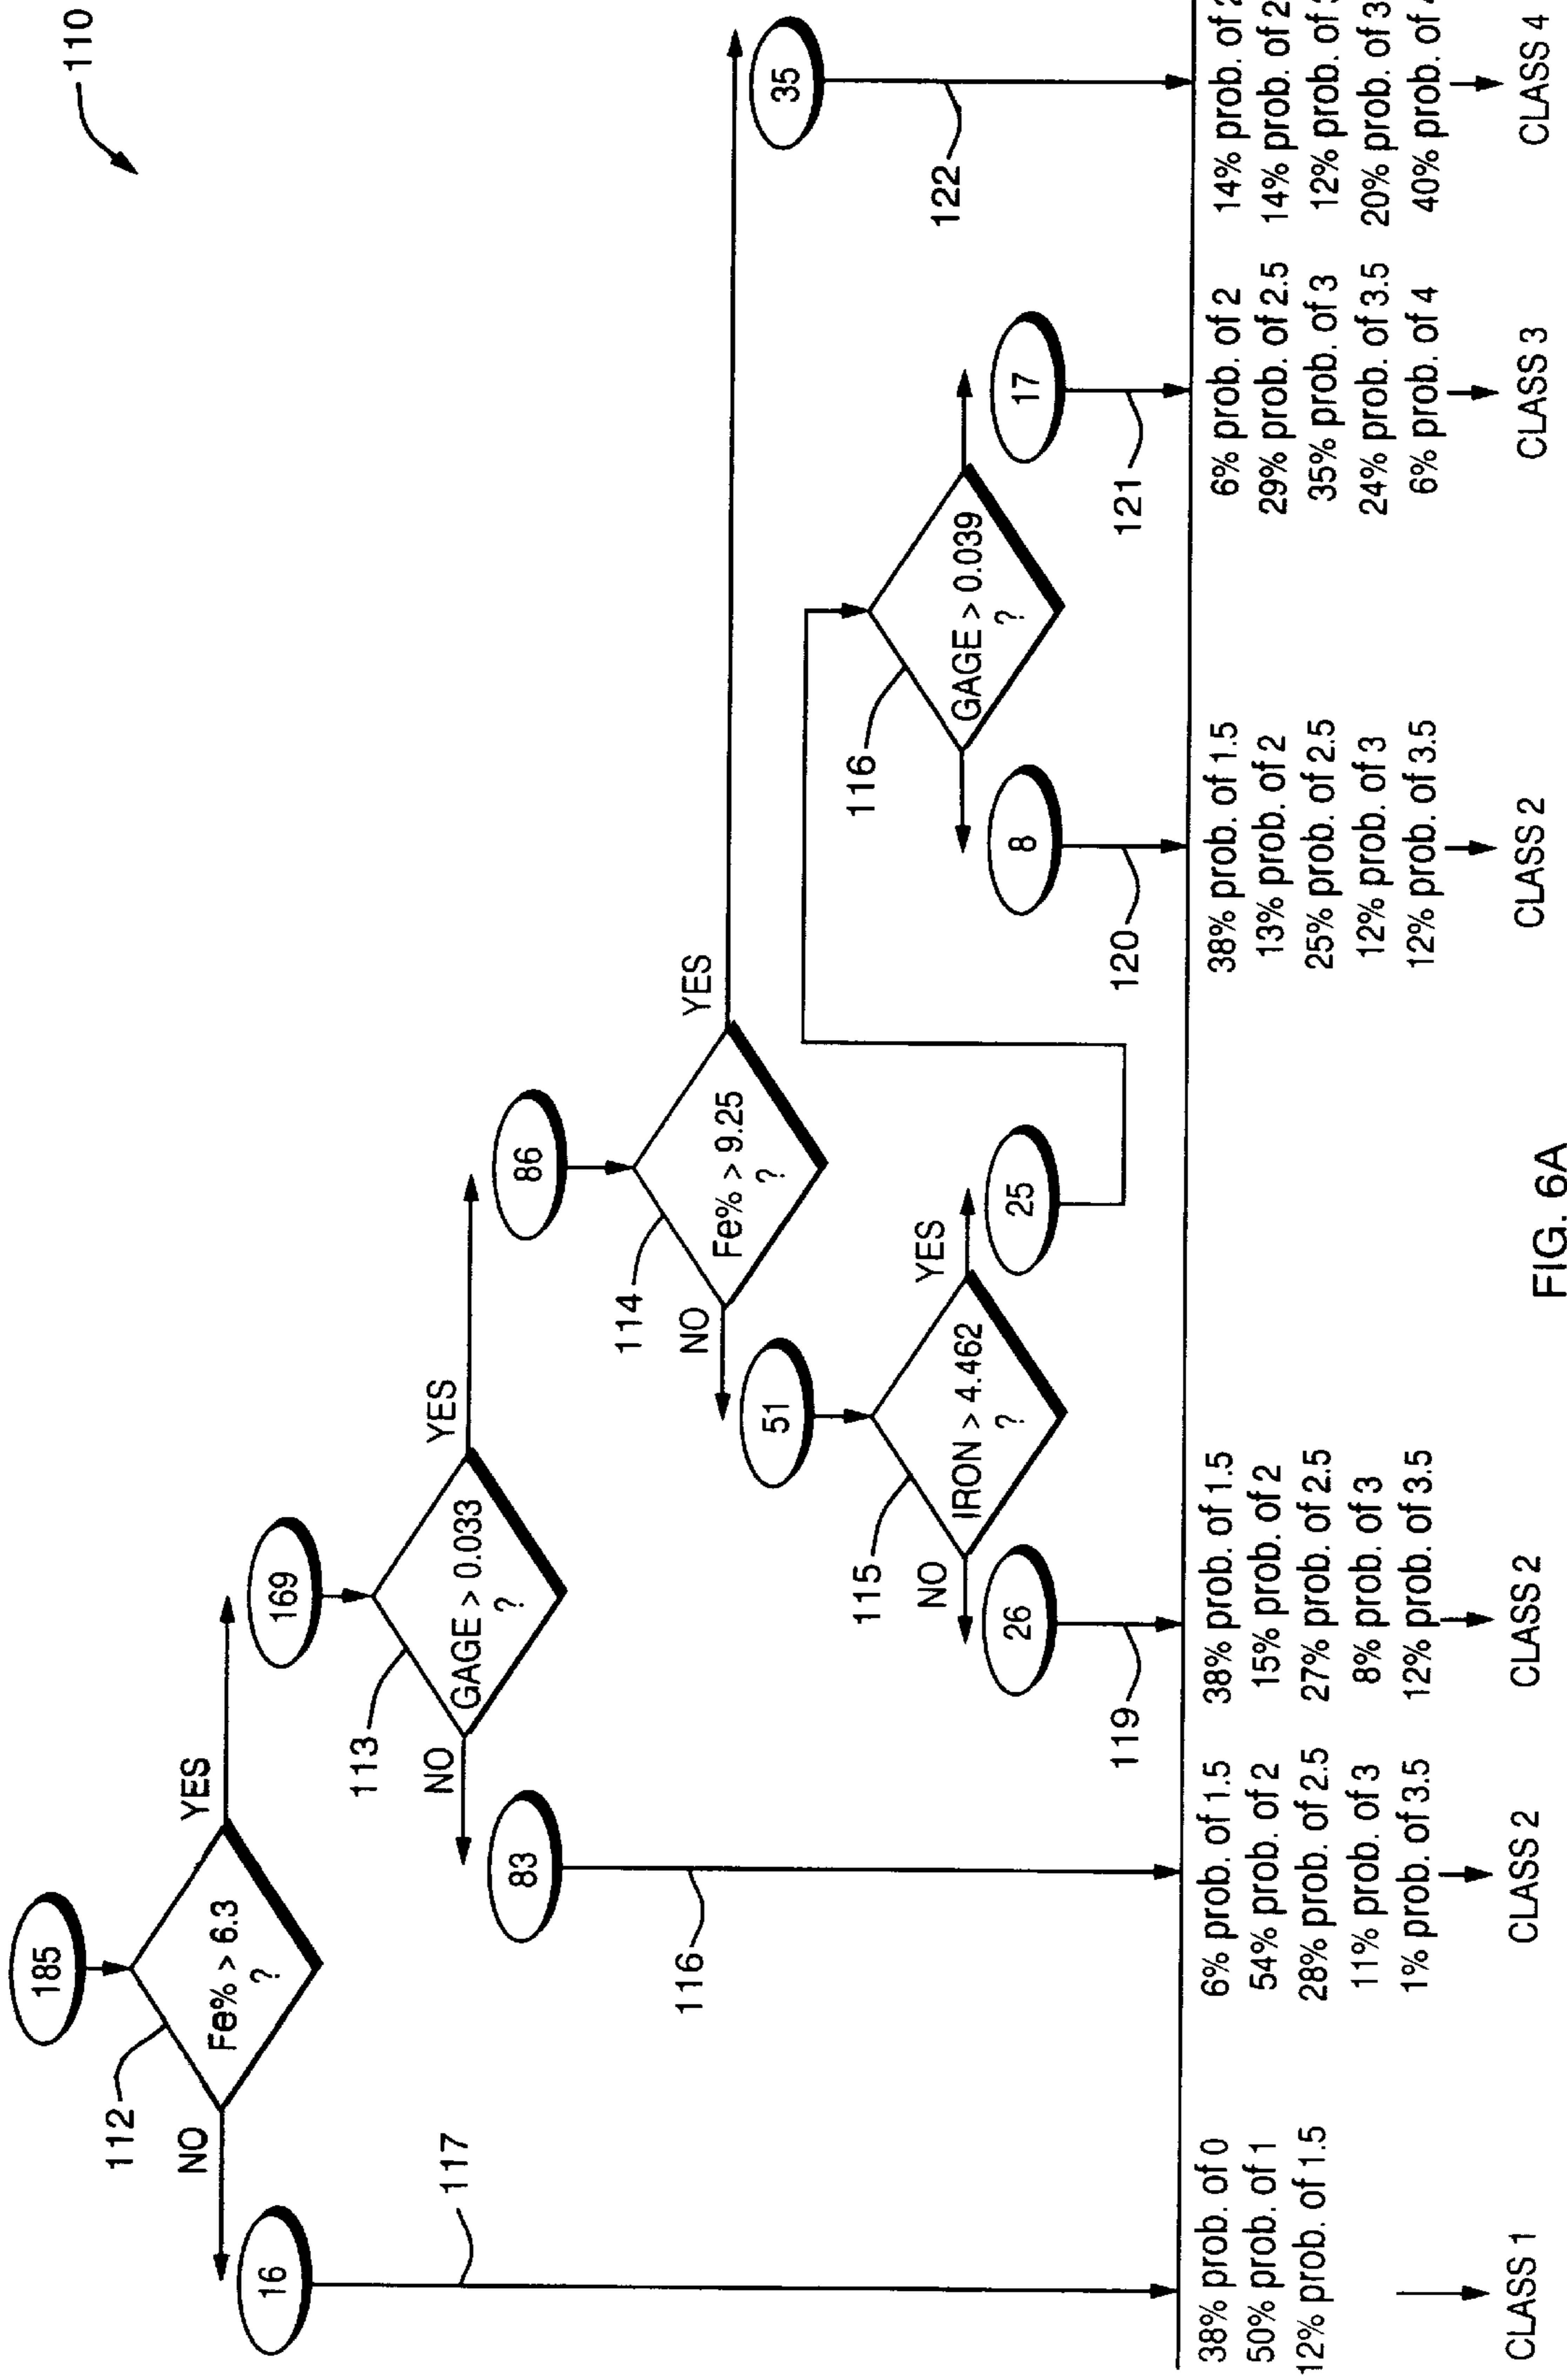 110
185
112
Fe% > 6.3
?
NO
YES
16
117
169
113
GAGE > 0.033
?
NO
YES
83
116
86
114
Fe% > 9.25
?
NO
YES
51
115
IRON > 4.462
?
NO
YES
26
119
25
116
GAGE > 0.039
?
8
120
17
121
35
122
38% prob. of 0
50% prob. of 1
12% prob. of 1.5
CLASS 1
6% prob. of 1.5
54% prob. of 2
28% prob. of 2.5
11% prob. of 3
1% prob. of 3.5
CLASS 2
38% prob. of 1.5
15% prob. of 2
27% prob. of 2.5
8% prob. of 3
12% prob. of 3.5
CLASS 2
38% prob. of 1.5
13% prob. of 2
25% prob. of 2.5
12% prob. of 3
12% prob. of 3.5
CLASS 2
6% prob. of 2
29% prob. of 2.5
35% prob. of 3
24% prob. of 3.5
6% prob. of 4
CLASS 3
14% prob. of
14% prob. of 2
12% prob. of
20% prob. of 3
40% prob. of
CLASS 4
FIG. 6A